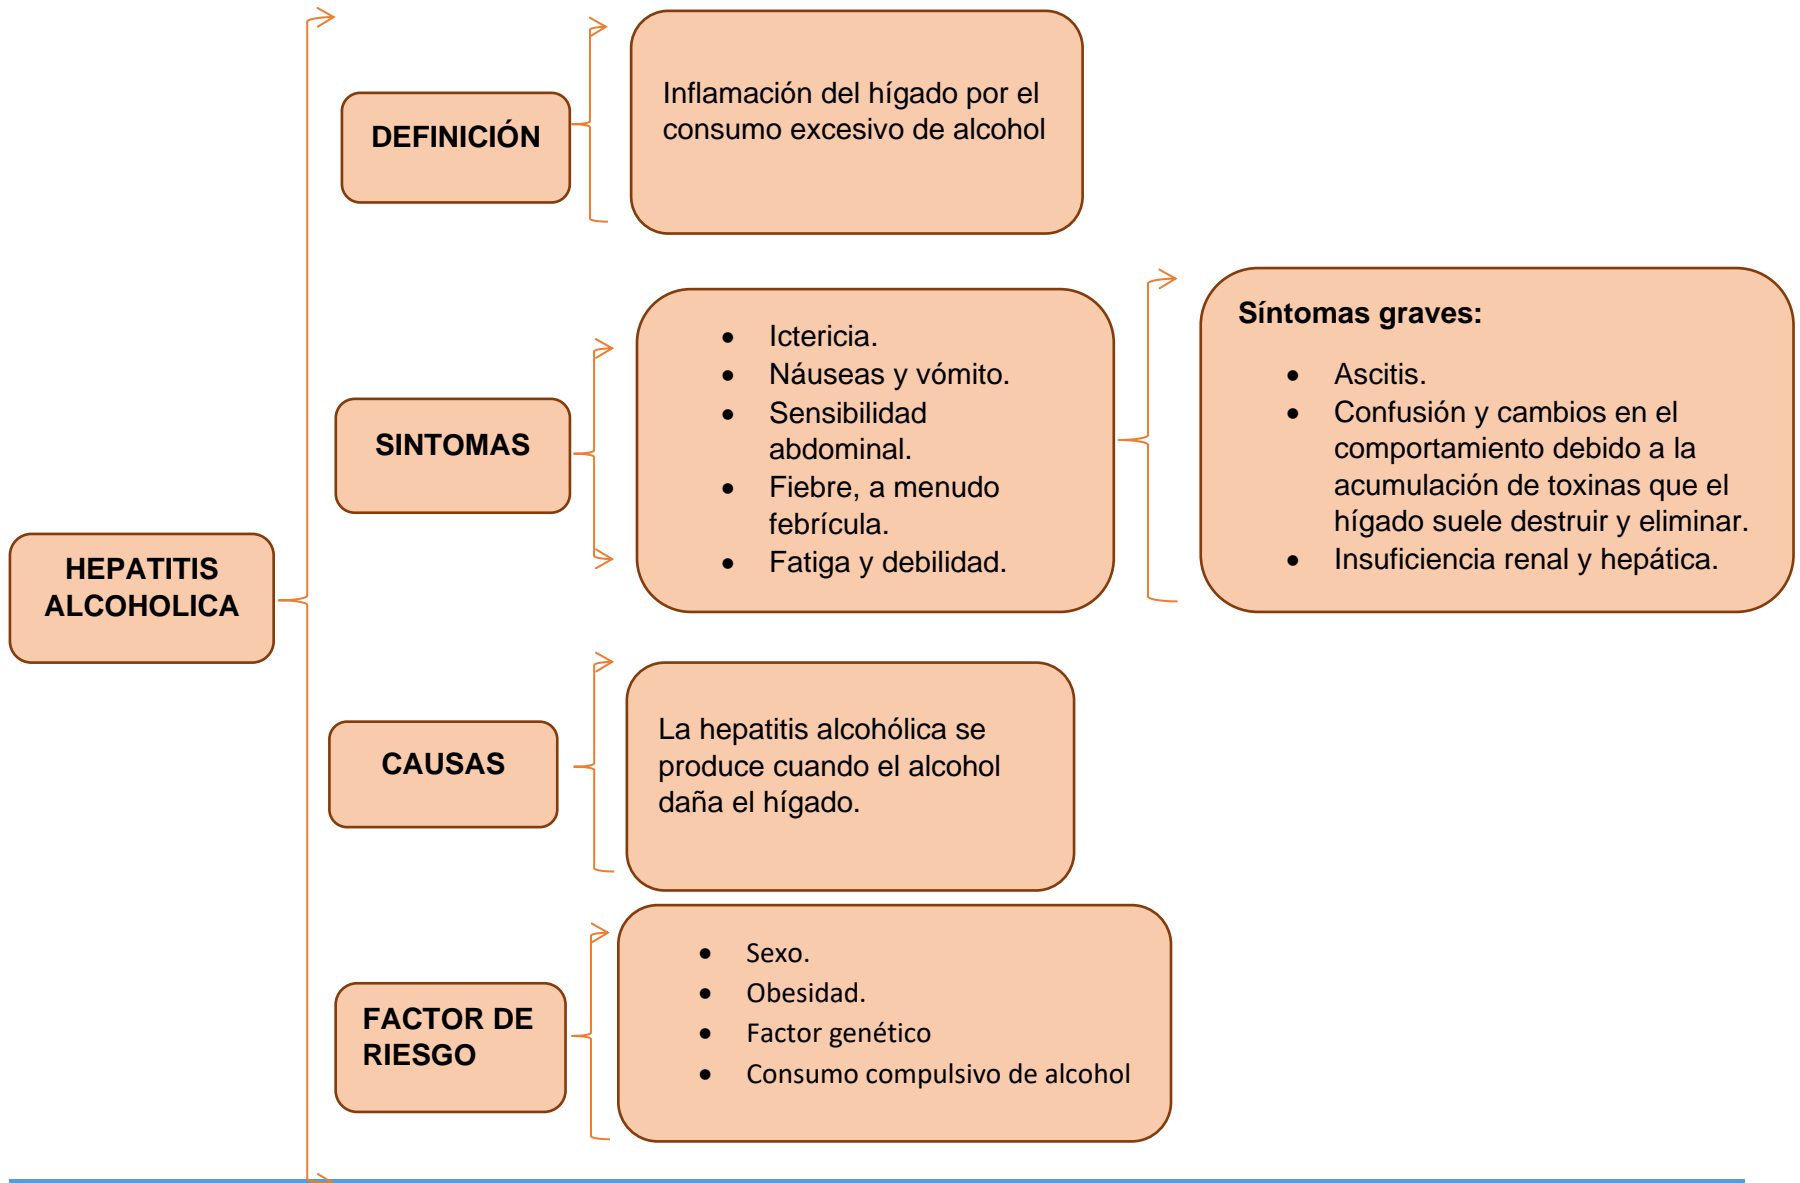 HEPATITIS
ALCOHOLICA
DEFINICIÓN
Inflamación del hígado por el
consumo excesivo de alcohol
SINTOMAS
• Ictericia.
• Náuseas y vómito.
• Sensibilidad
abdominal.
• Fiebre, a menudo
febrícula.
• Fatiga y debilidad.
Síntomas graves:
• Ascitis.
• Confusión y cambios en el
comportamiento debido a la
acumulación de toxinas que el
hígado suele destruir y eliminar.
• Insuficiencia renal y hepática.
CAUSAS
La hepatitis alcohólica se
produce cuando el alcohol
daña el hígado.
FACTOR DE
RIESGO
• Sexo.
• Obesidad.
• Factor genético
• Consumo compulsivo de alcohol